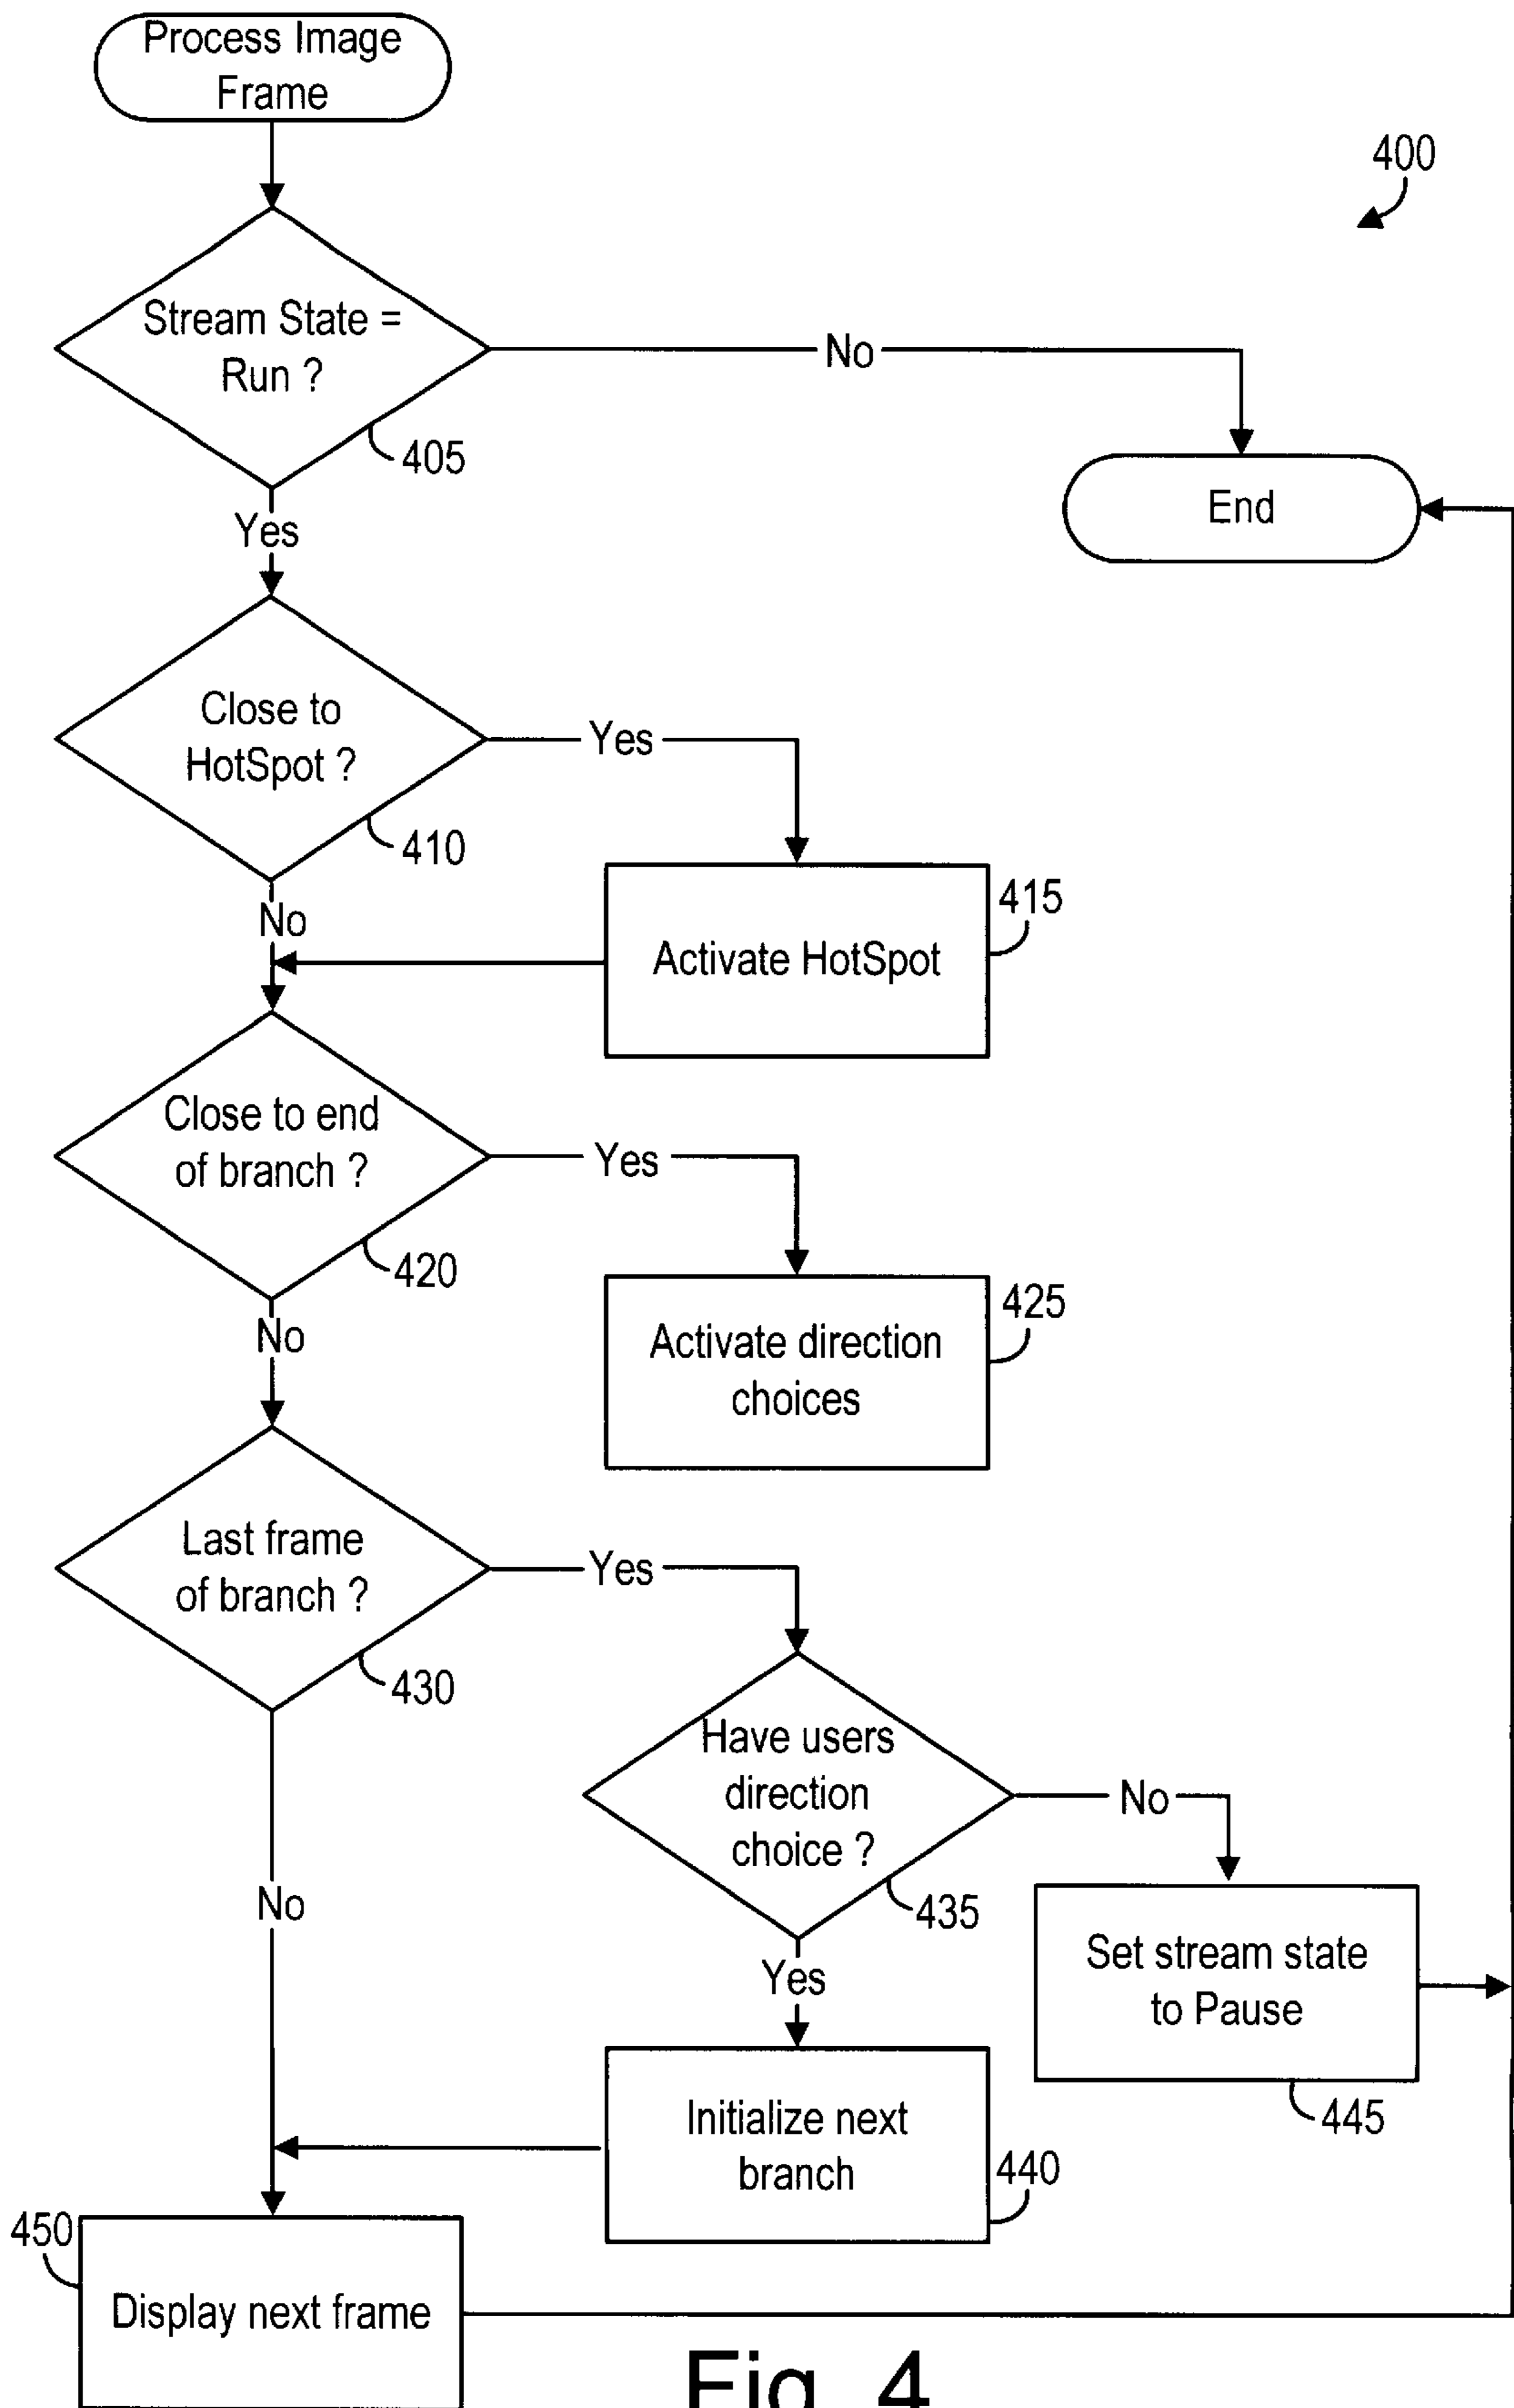 Process Image
Frame
400
Stream State =
Run ?
No
405
End
Yes
Close to
HotSpot ?
Yes
410
415
No
Activate HotSpot
Close to end
of branch ?
Yes
420
425
No
Activate direction
choices
Last frame
of branch ?
Yes
430
Have users
direction
choice ?
No
435
No
Set stream state
to Pause
Yes
445
Initialize next
branch
440
450
Display next frame
Fig. 4